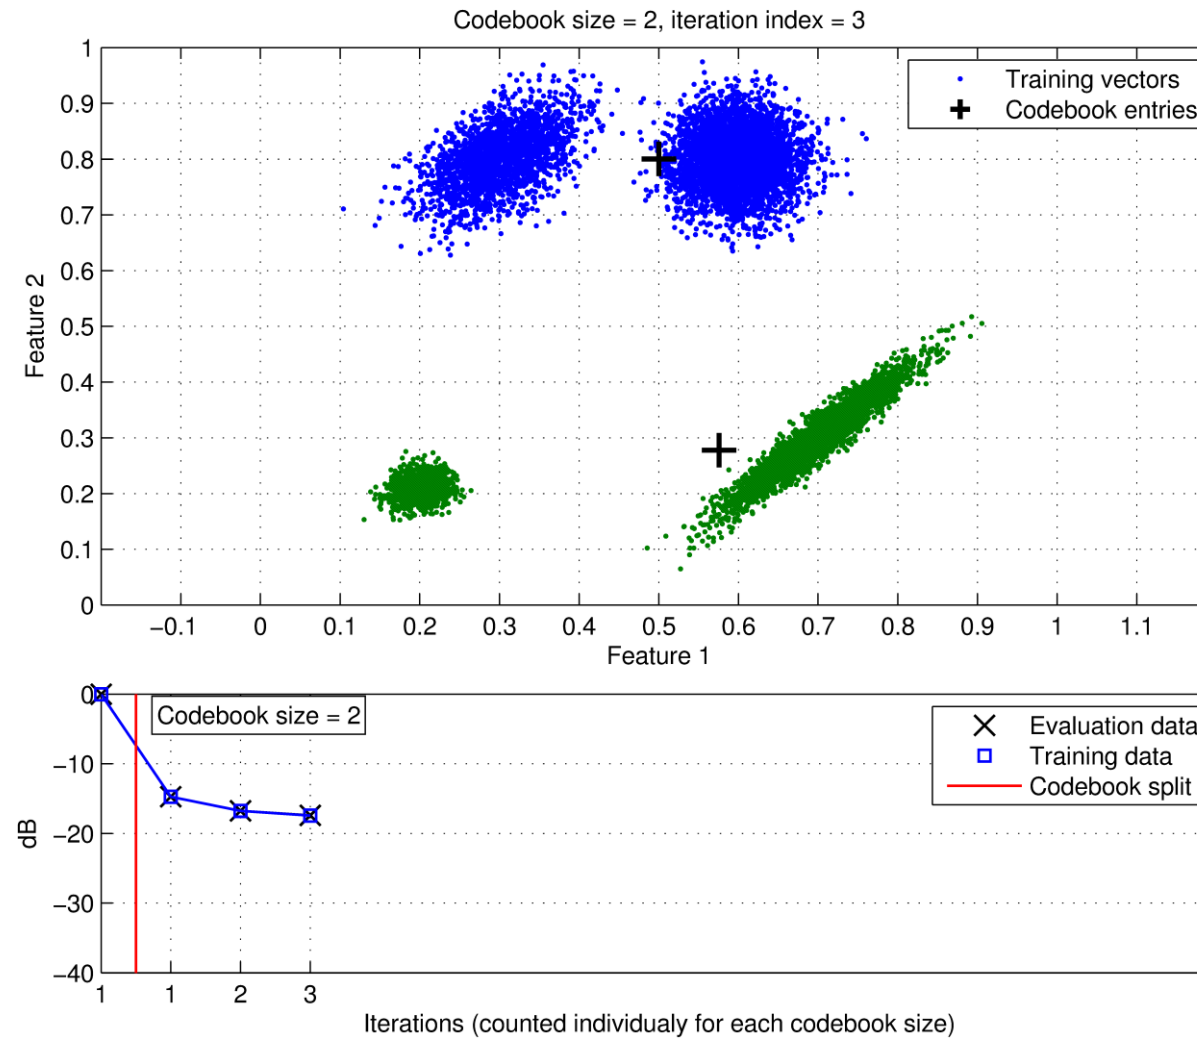 Codebook size = 2, iteration index = 3
Training vectors
Codebook entries
Feature 2
1
0.9
0.8
0.7
0.6
0.5
0.4
0.3
0.2
0.1
0
−0.1 0 0.1 0.2 0.3 0.4 0.5 0.6 0.7 0.8 0.9 1 1.1
Feature 1
Codebook size = 2
Evaluation data
Training data
Codebook split
dB
0
−10
−20
−30
−40
1 1 2 3
Iterations (counted individualy for each codebook size)